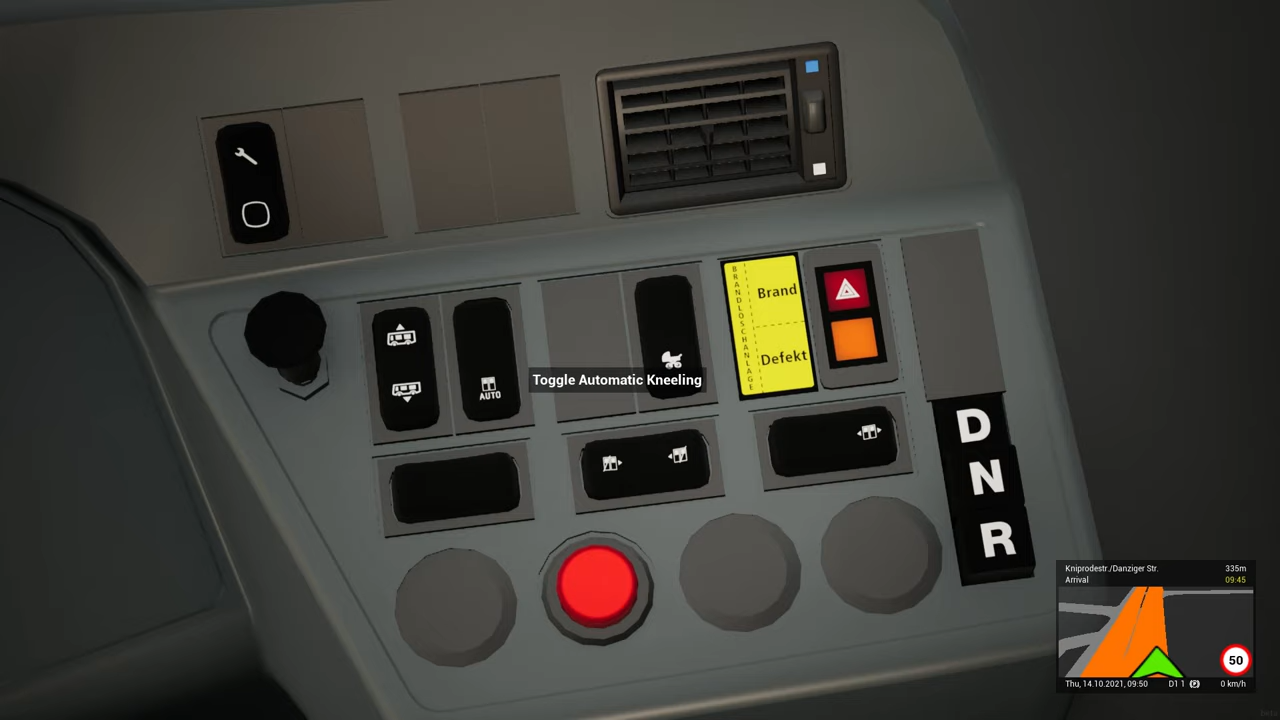 BRANDLOSCHANLAGE
Brand
Defekt
Toggle Automatic Kneeling
AUTO
D
N
R
Kniprodestr./Danziger Str. 335m
Arrival 09:45
50
Thu, 14.10.2021, 09:50 D1 1 (P) 0 km/h